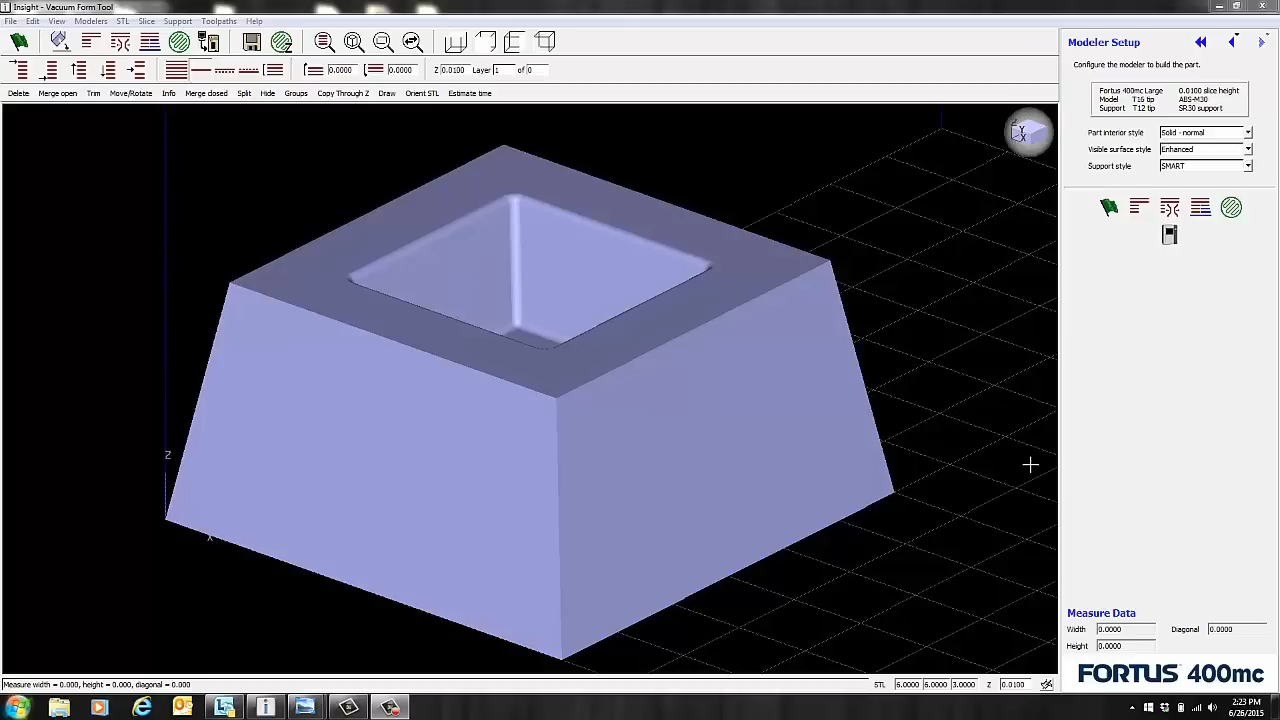 Insight - Vacuum Form Tool
File Edit View Modelers STL Slice Support Toolpaths Help
0.0000 0.0000 Z 0.0100 Layer 1 of 0
Delete Merge open Trim Move/Rotate Info Merge closed Split Hide Groups Copy Through Z Draw Orient STL Estimate time
Modeler Setup
Configure the modeler to build the part.
Fortus 400mc Large 0.0100 slice height
Model T16 tip ABS-M30
Support T12 tip SR30 support
Part interior style Solid - normal
Visible surface style Enhanced
Support style SMART
Z
X
Z
Y
X
Measure Data
Width 0.0000 Diagonal 0.0000
Height 0.0000
FORTUS 400mc
Measure width = 0.000, height = 0.000, diagonal = 0.000
STL 6.0000 6.0000 3.0000 Z 0.0100
2:23 PM
6/26/2015